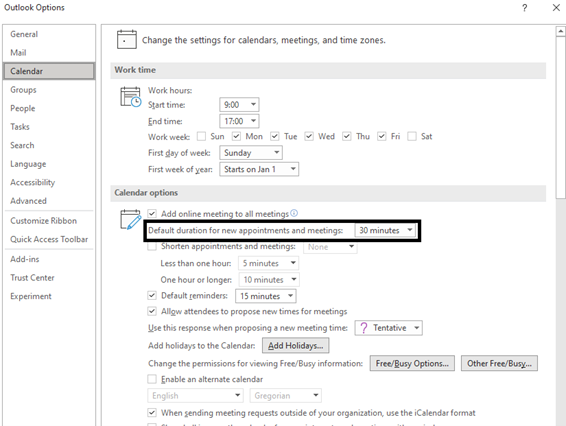 Outlook Options
?
General
Mail
Calendar
Groups
People
Tasks
Search
Language
Accessibility
Advanced
Customize Ribbon
Quick Access Toolbar
Add-ins
Trust Center
Experiment
Change the settings for calendars, meetings, and time zones.
Work time
Work hours:
Start time: 9:00
End time: 17:00
Work week: Sun Mon Tue Wed Thu Fri Sat
First day of week: Sunday
First week of year: Starts on Jan 1
Calendar options
Add online meeting to all meetings
Default duration for new appointments and meetings: 30 minutes
Shorten appointments and meetings: None
Less than one hour: 5 minutes
One hour or longer: 10 minutes
Default reminders: 15 minutes
Allow attendees to propose new times for meetings
Use this response when proposing a new meeting time: ? Tentative
Add holidays to the Calendar: Add Holidays...
Change the permissions for viewing Free/Busy information: Free/Busy Options... Other Free/Busy...
Enable an alternate calendar
English Gregorian
When sending meeting requests outside of your organization, use the iCalendar format